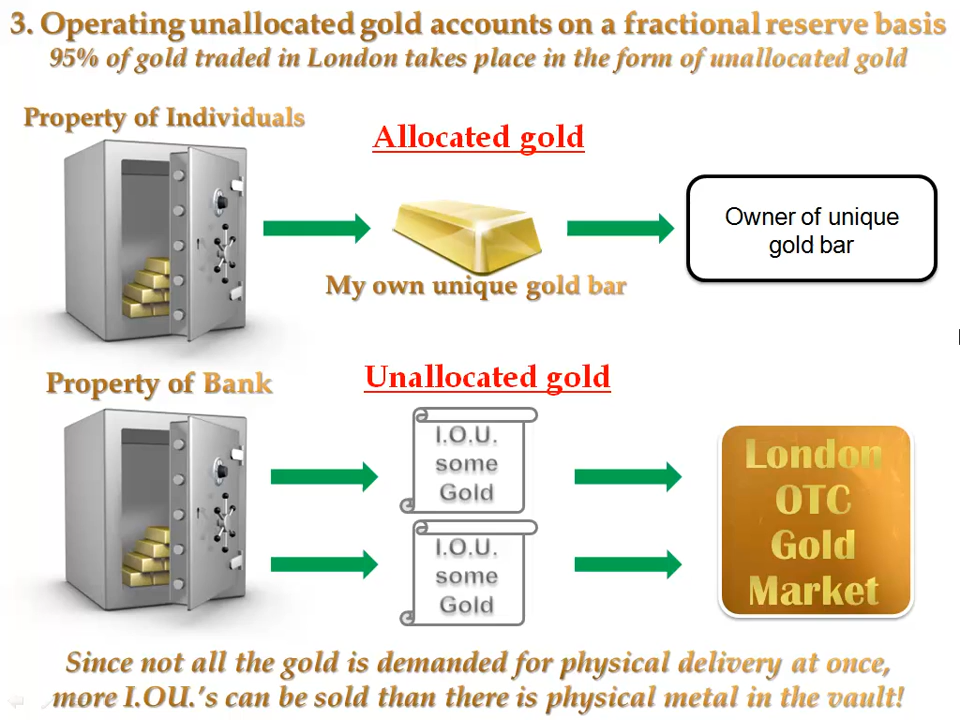 3. Operating unallocated gold accounts on a fractional reserve basis
95% of gold traded in London takes place in the form of unallocated gold
Property of Individuals
Allocated gold
Owner of unique
gold bar
My own unique gold bar
Property of Bank
Unallocated gold
I.O.U.
some
Gold
I.O.U.
some
Gold
London
OTC
Gold
Market
Since not all the gold is demanded for physical delivery at once,
more I.OU.'s can be sold than there is physical metal in the vault!